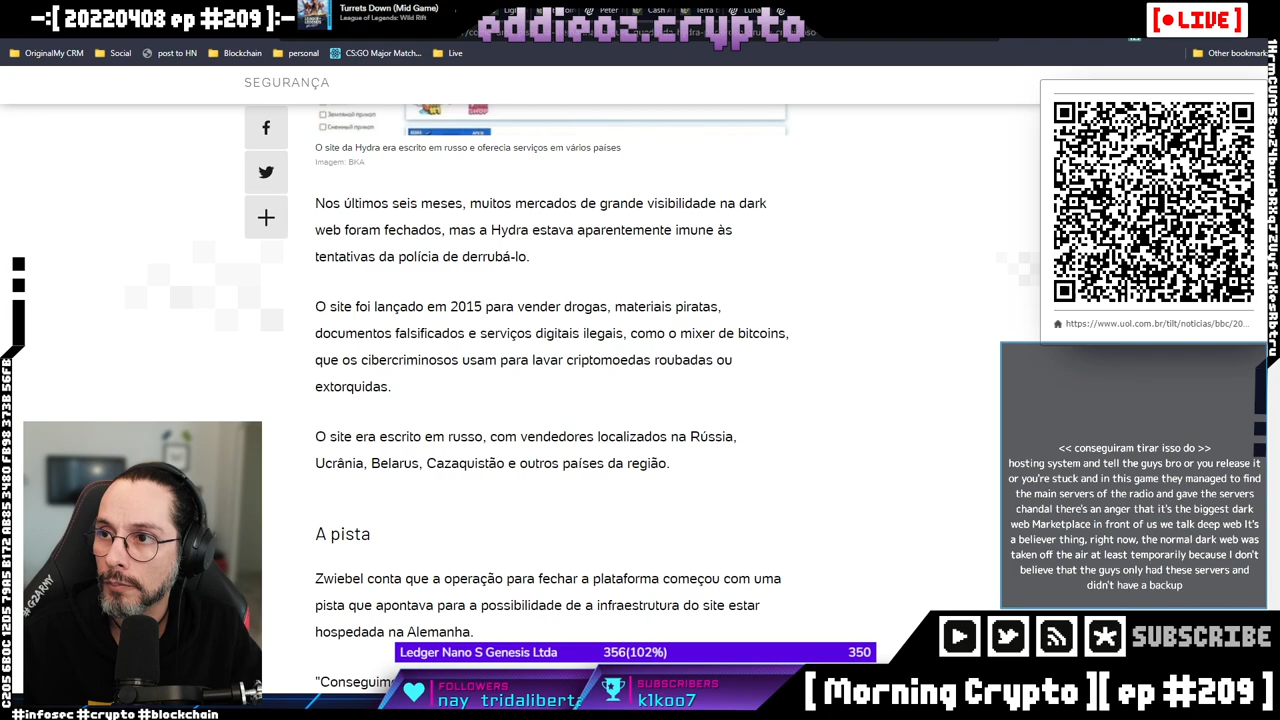 -:[ 20220408 ep #209 ]:-
Turrets Down (Mid Game)
League of Legends: Wild Rift
Peter
Cash
Terra
Luna
eddieoz.crypto
[ • LIVE ]
OriginalMy CRM
Social
post to HN
Blockchain
personal
CS:GO Major Match...
Live
Other bookmark
SEGURANÇA
Земляной прикоп
Снежный прикоп
O site da Hydra era escrito em russo e oferecia serviços em vários países
Imagem: BKA
Nos últimos seis meses, muitos mercados de grande visibilidade na dark
web foram fechados, mas a Hydra estava aparentemente imune às
tentativas da polícia de derrubá-lo.
O site foi lançado em 2015 para vender drogas, materiais piratas,
documentos falsificados e serviços digitais ilegais, como o mixer de bitcoins,
que os cibercriminosos usam para lavar criptomoedas roubadas ou
extorquidas.
O site era escrito em russo, com vendedores localizados na Rússia,
Ucrânia, Belarus, Cazaquistão e outros países da região.
A pista
Zwiebel conta que a operação para fechar a plataforma começou com uma
pista que apontava para a possibilidade de a infraestrutura do site estar
hospedada na Alemanha.
"Conseguim
https://www.uol.com.br/tilt/noticias/bbc/20...
<< conseguiram tirar isso do >>
hosting system and tell the guys bro or you release it
or you're stuck and in this game they managed to find
the main servers of the radio and gave the servers
chandal there's an anger that it's the biggest dark
web Marketplace in front of us we talk deep web It's
a believer thing, right now, the normal dark web was
taken off the air at least temporarily because I don't
believe that the guys only had these servers and
didn't have a backup
Ledger Nano S Genesis Ltda
356(102%)
350
FOLLOWERS
nay_tridaliberta
SUBSCRIBERS
k1koo7
SUBSCRIBE
[ Morning Crypto ][ ep #209 ]
#infosec #crypto #blockchain